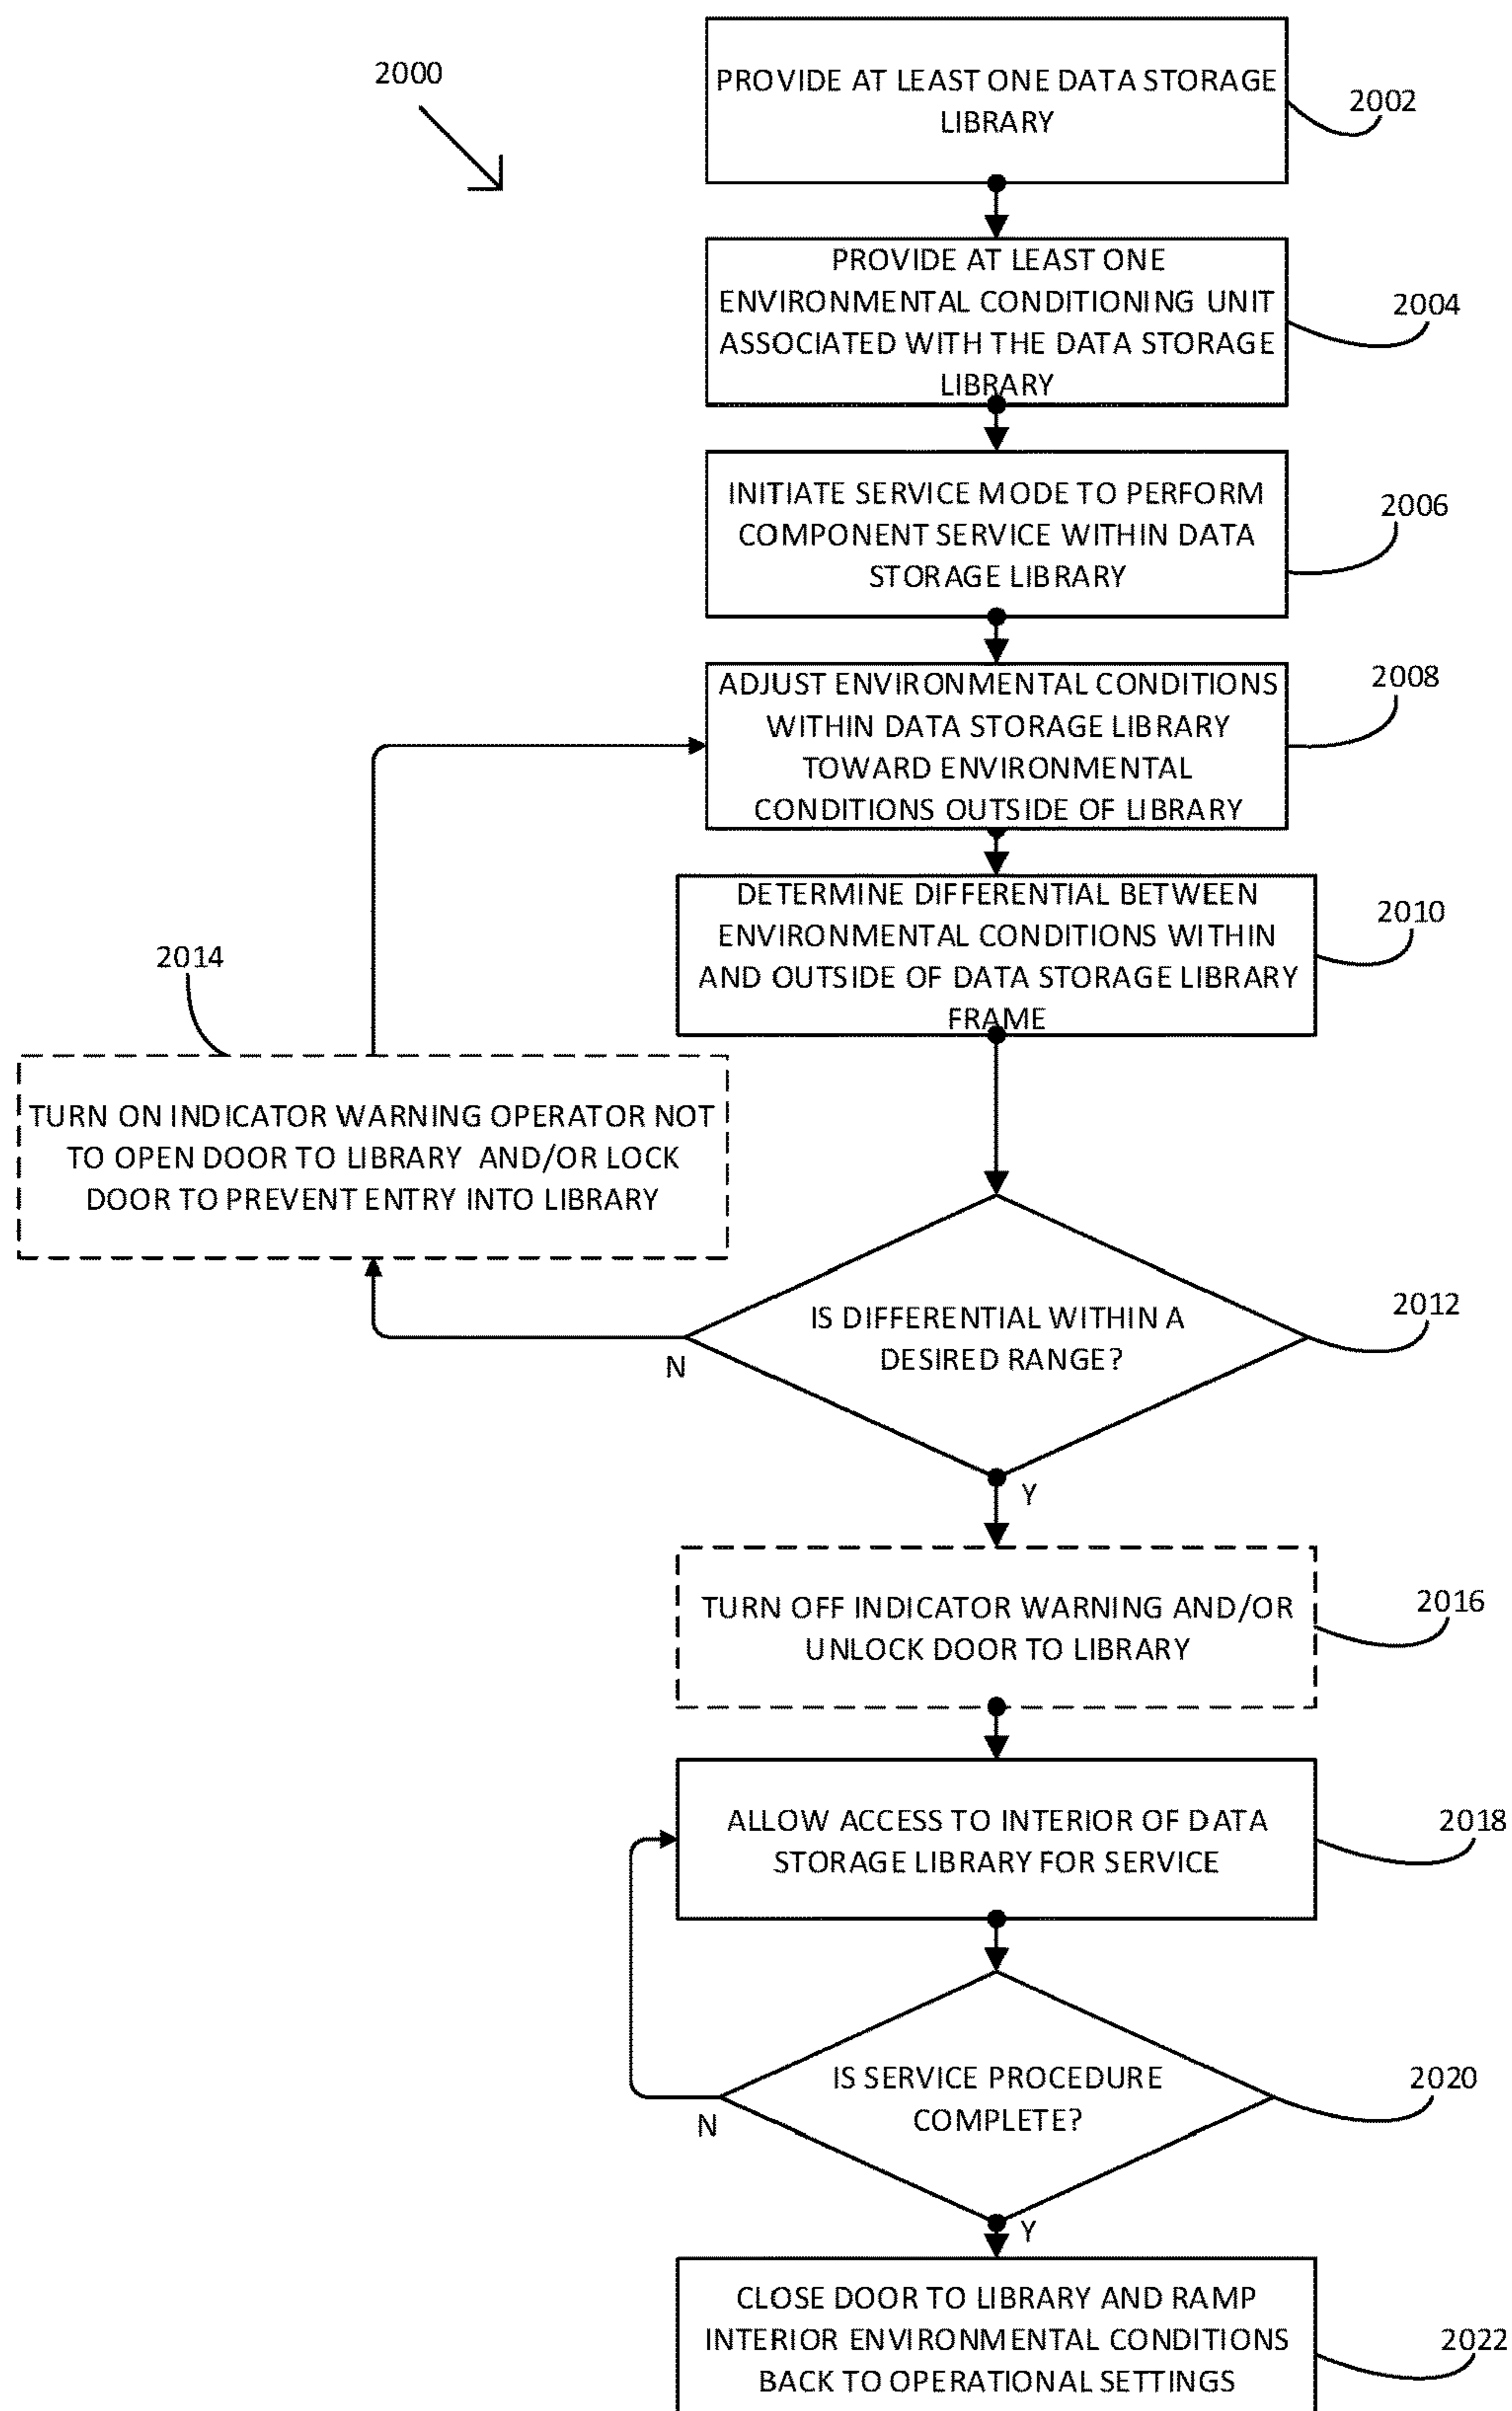 2000
PROVIDE AT LEAST ONE DATA STORAGE
LIBRARY
2002
PROVIDE AT LEAST ONE
ENVIRONMENTAL CONDITIONING UNIT
ASSOCIATED WITH THE DATA STORAGE
LIBRARY
2004
INITIATE SERVICE MODE TO PERFORM
COMPONENT SERVICE WITHIN DATA
STORAGE LIBRARY
2006
ADJUST ENVIRONMENTAL CONDITIONS
WITHIN DATA STORAGE LIBRARY
TOWARD ENVIRONMENTAL
CONDITIONS OUTSIDE OF LIBRARY
2008
DETERMINE DIFFERENTIAL BETWEEN
ENVIRONMENTAL CONDITIONS WITHIN
AND OUTSIDE OF DATA STORAGE LIBRARY
FRAME
2010
2014
TURN ON INDICATOR WARNING OPERATOR NOT
TO OPEN DOOR TO LIBRARY AND/OR LOCK
DOOR TO PREVENT ENTRY INTO LIBRARY
IS DIFFERENTIAL WITHIN A
DESIRED RANGE?
2012
N
Y
TURN OFF INDICATOR WARNING AND/OR
UNLOCK DOOR TO LIBRARY
2016
ALLOW ACCESS TO INTERIOR OF DATA
STORAGE LIBRARY FOR SERVICE
2018
IS SERVICE PROCEDURE
COMPLETE?
2020
N
Y
CLOSE DOOR TO LIBRARY AND RAMP
INTERIOR ENVIRONMENTAL CONDITIONS
BACK TO OPERATIONAL SETTINGS
2022